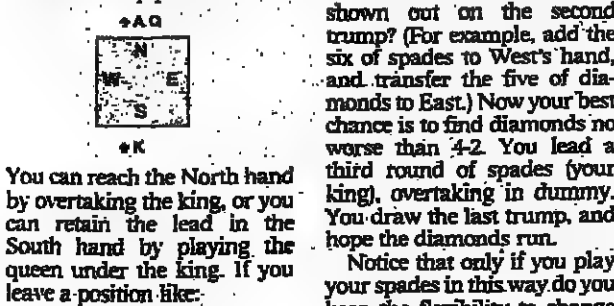 ♠AQ
N
W E
S
♠K
You can reach the North hand
by overtaking the king, or you
can retain the lead in the
South hand by playing the
queen under the king. If you
leave a position like:
shown out on the second
trump? (For example, add the
six of spades to West's hand,
and transfer the five of dia-
monds to East.) Now your best
chance is to find diamonds no
worse than 4-2. You lead a
third round of spades (your
king), overtaking in dummy.
You draw the last trump, and
hope the diamonds run.
Notice that only if you play
your spades in this way do you